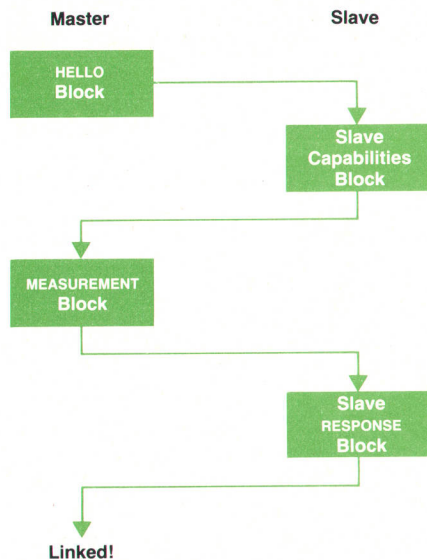 Master
Slave
HELLO
Block
Slave
Capabilities
Block
MEASUREMENT
Block
Slave
RESPONSE
Block
Linked!